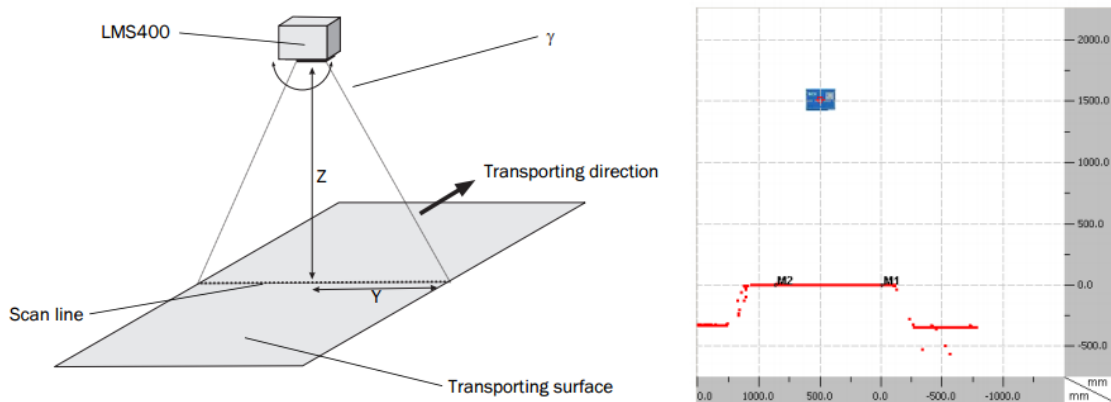 LMS400
γ
Z
Transporting direction
Y
Scan line
Transporting surface
2000.0
1500.0
1000.0
500.0
M2
M1
0.0
-500.0
0.0
1000.0
500.0
0.0
-500.0
-1000.0
mm
mm